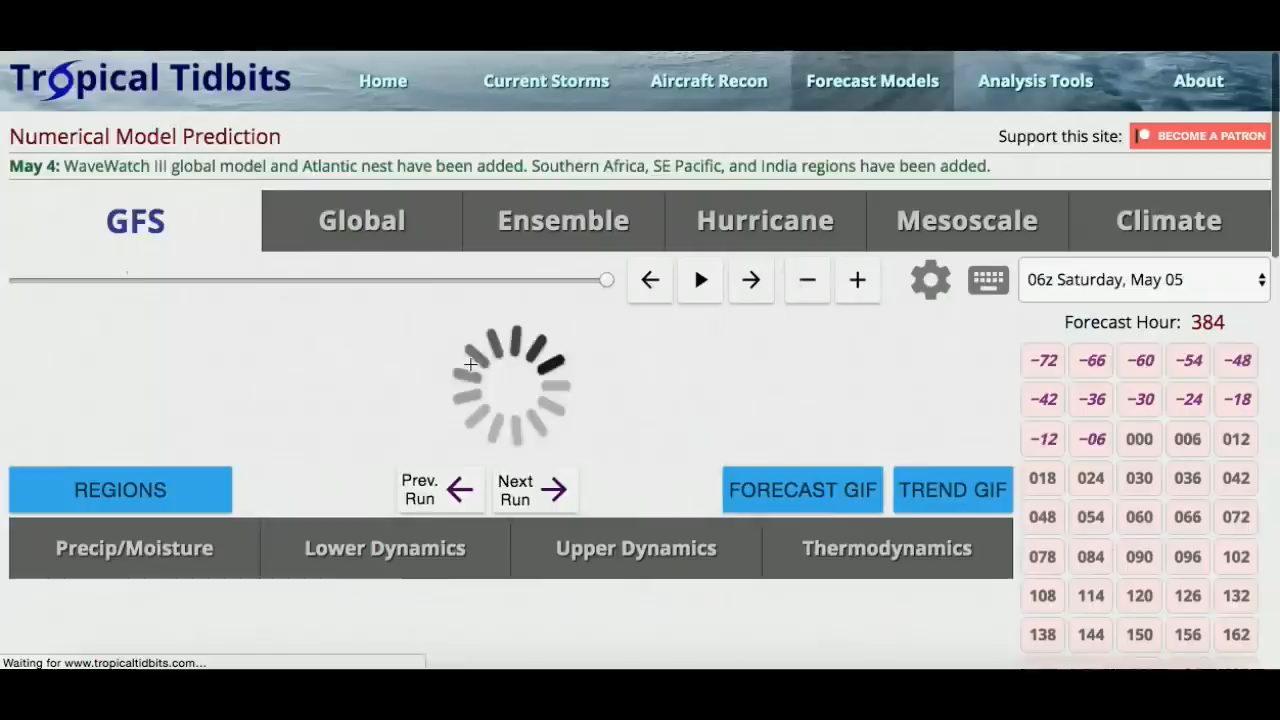 Tropical Tidbits
Home
Current Storms
Aircraft Recon
Forecast Models
Analysis Tools
About
Numerical Model Prediction
Support this site:
BECOME A PATRON
May 4: WaveWatch III global model and Atlantic nest have been added. Southern Africa, SE Pacific, and India regions have been added.
GFS
Global
Ensemble
Hurricane
Mesoscale
Climate
06z Saturday, May 05
Forecast Hour: 384
−72 −66 −60 −54 −48
−42 −36 −30 −24 −18
−12 −06 000 006 012
018 024 030 036 042
048 054 060 066 072
078 084 090 096 102
108 114 120 126 132
138 144 150 156 162
REGIONS
Prev.
Run
Next
Run
FORECAST GIF
TREND GIF
Precip/Moisture
Lower Dynamics
Upper Dynamics
Thermodynamics
Waiting for www.tropicaltidbits.com...